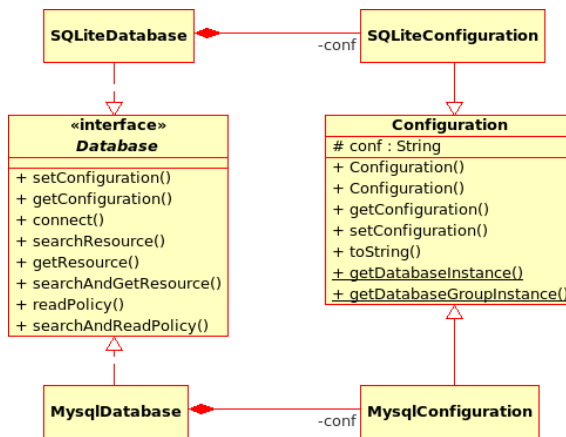 SQLiteDatabase
-conf
SQLiteConfiguration
«interface»
Database
+ setConfiguration()
+ getConfiguration()
+ connect()
+ searchResource()
+ getResource()
+ searchAndGetResource()
+ readPolicy()
+ searchAndReadPolicy()
Configuration
# conf : String
+ Configuration()
+ Configuration()
+ getConfiguration()
+ setConfiguration()
+ toString()
+ getDatabaseInstance()
+ getDatabaseGroupInstance()
MysqlDatabase
-conf
MysqlConfiguration